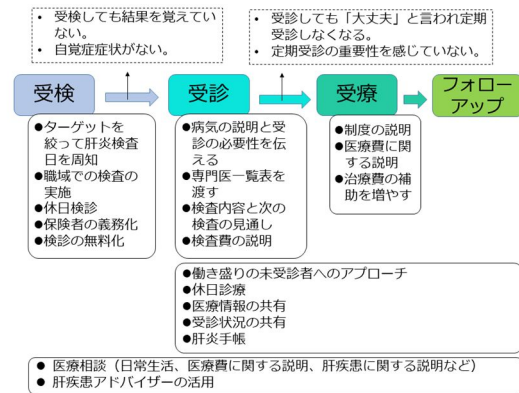 ● 受検しても結果を覚えてい
ない。
● 自覚症症状がない。
● 受診しても「大丈夫」と言われ定期
受診しなくなる。
● 定期受診の重要性を感じていない。
受検
受診
受療
フォロー
アップ
●ターゲットを
絞って肝炎検査
日を周知
●職域での検査の
実施
●休日検診
●保険者の義務化
●検診の無料化
●病気の説明と受
診の必要性を伝
える
●専門医一覧表を
渡す
●検査内容と次の
検査の見通し
●検査費の説明
●制度の説明
●医療費に関
する説明
●治療費の補
助を増やす
●働き盛りの未受診者へのアプローチ
●休日診療
●医療情報の共有
●受診状況の共有
●肝炎手帳
● 医療相談（日常生活、医療費に関する説明、肝疾患に関する説明など）
● 肝疾患アドバイザーの活用